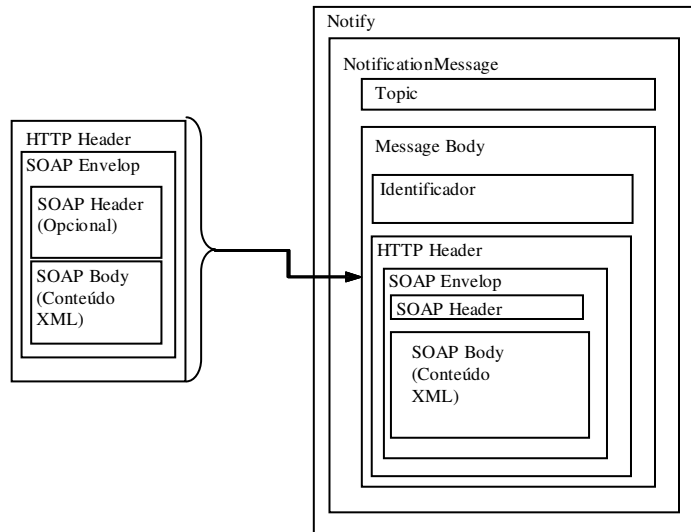 HTTP Header
SOAP Envelop
SOAP Header
(Opcional)
SOAP Body
(Conteúdo
XML)
Notify
NotificationMessage
Topic
Message Body
Identificador
HTTP Header
SOAP Envelop
SOAP Header
SOAP Body
(Conteúdo
XML)